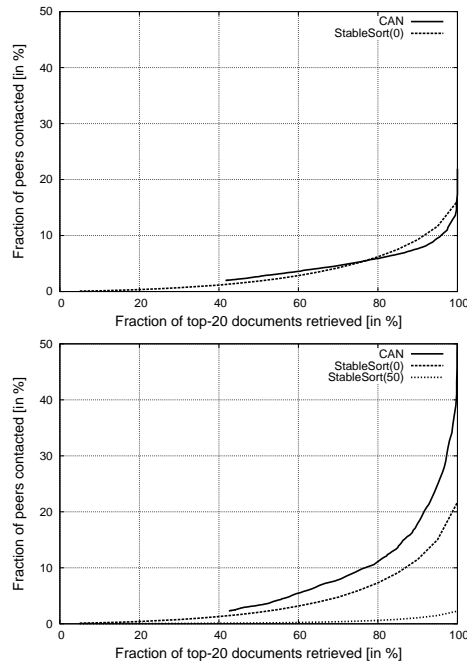 CAN
StableSort(0)
50
40
30
20
10
0
0 20 40 60 80 100
Fraction of peers contacted [in %]
Fraction of top-20 documents retrieved [in %]
CAN
StableSort(0)
StableSort(50)
50
40
30
20
10
0
0 20 40 60 80 100
Fraction of peers contacted [in %]
Fraction of top-20 documents retrieved [in %]